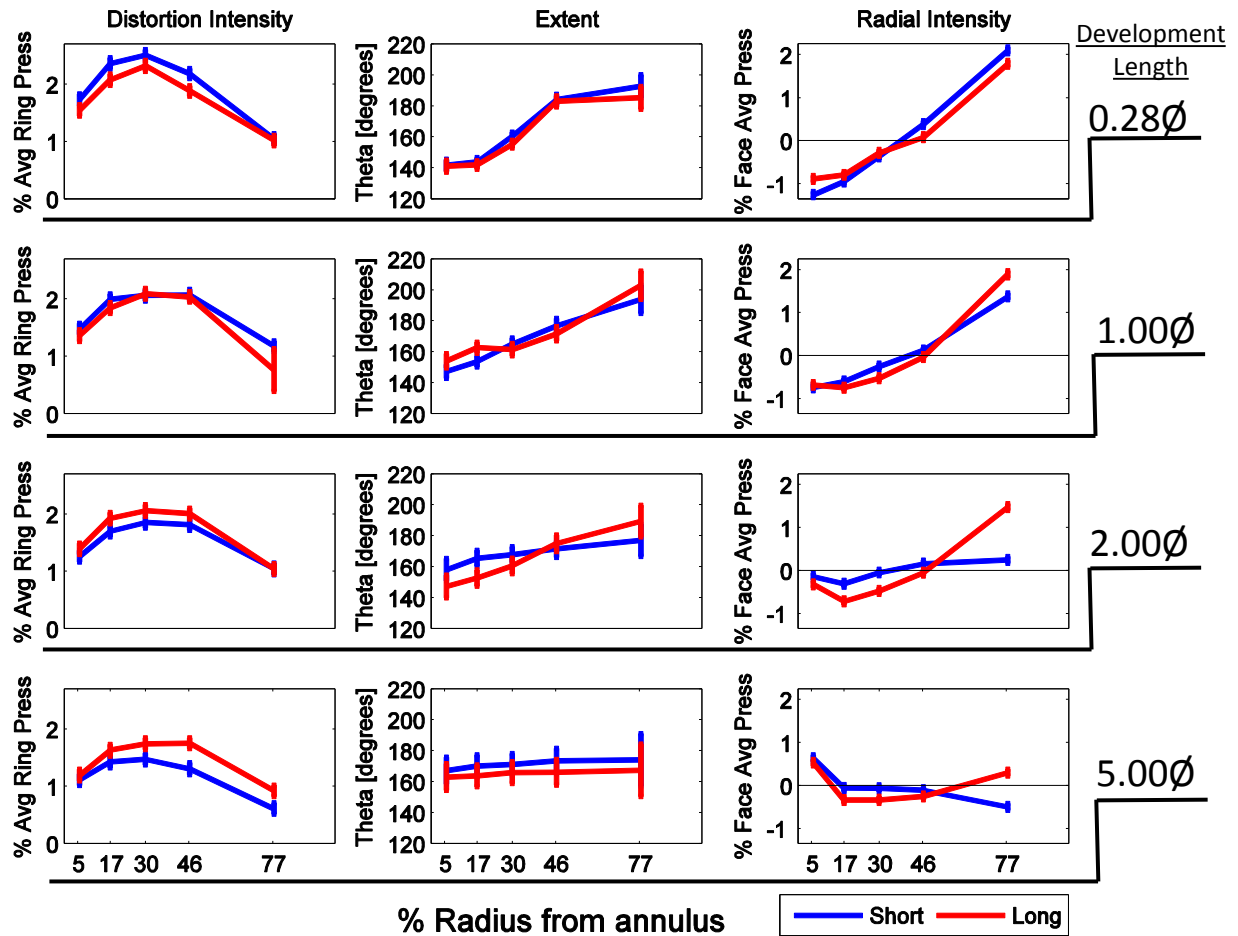 Distortion Intensity
Extent
Radial Intensity
Development
Length
% Avg Ring Press
2
1
0
Theta [degrees]
220
200
180
160
140
120
% Face Avg Press
2
1
0
-1
0.28Ø
% Avg Ring Press
2
1
0
Theta [degrees]
220
200
180
160
140
120
% Face Avg Press
2
1
0
-1
1.00Ø
% Avg Ring Press
2
1
0
Theta [degrees]
220
200
180
160
140
120
% Face Avg Press
2
1
0
-1
2.00Ø
% Avg Ring Press
2
1
0
5 17 30 46 77
Theta [degrees]
220
200
180
160
140
120
5 17 30 46 77
% Face Avg Press
2
1
0
-1
5 17 30 46 77
5.00Ø
% Radius from annulus
Short Long